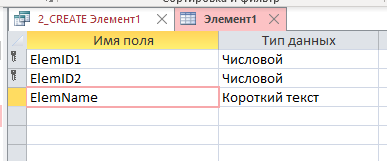 Сортировка и фильтр
2_CREATE Элемент1 Элемент1
Имя поля Тип данных
ElemID1 Числовой
ElemID2 Числовой
ElemName Короткий текст